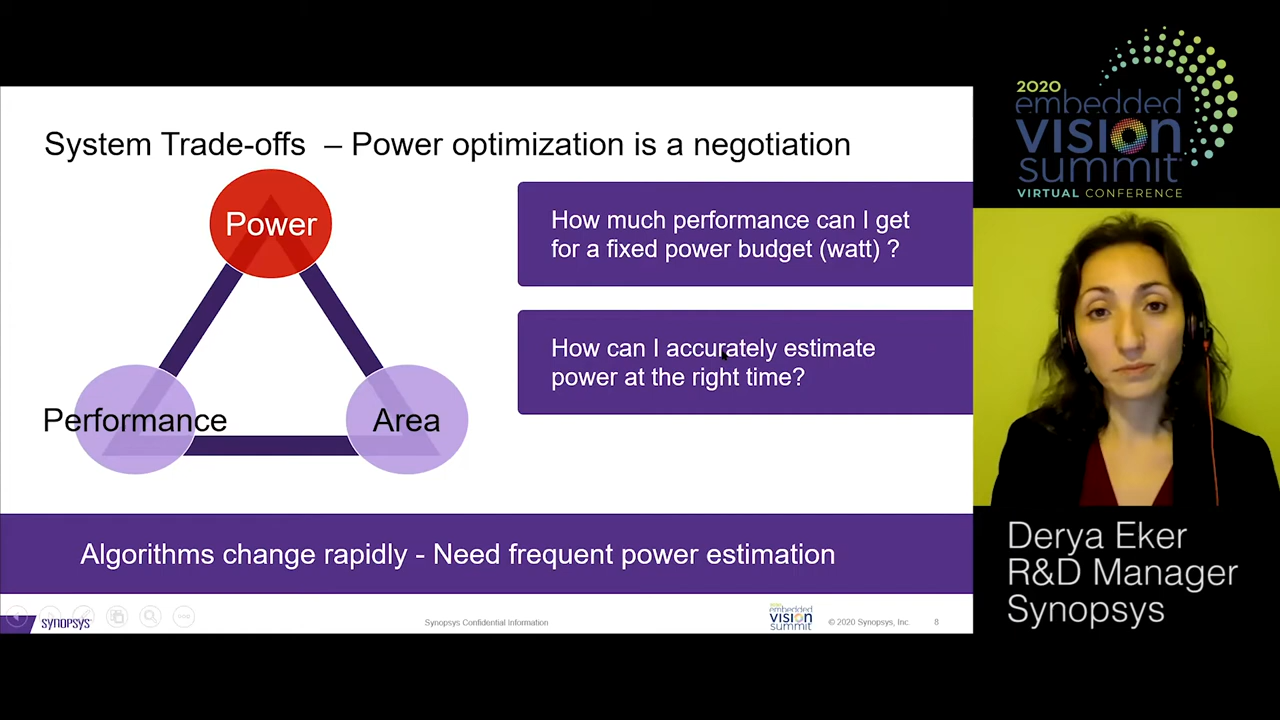 System Trade-offs – Power optimization is a negotiation
Power
Performance
Area
How much performance can I get
for a fixed power budget (watt) ?
How can I accurately estimate
power at the right time?
Algorithms change rapidly - Need frequent power estimation
SYNOPSYS
Synopsys Confidential Information
2020
embedded
VISION
summit
© 2020 Synopsys, Inc.
8
2020
embedded
VISION
summit
VIRTUAL CONFERENCE
Derya Eker
R&D Manager
Synopsys